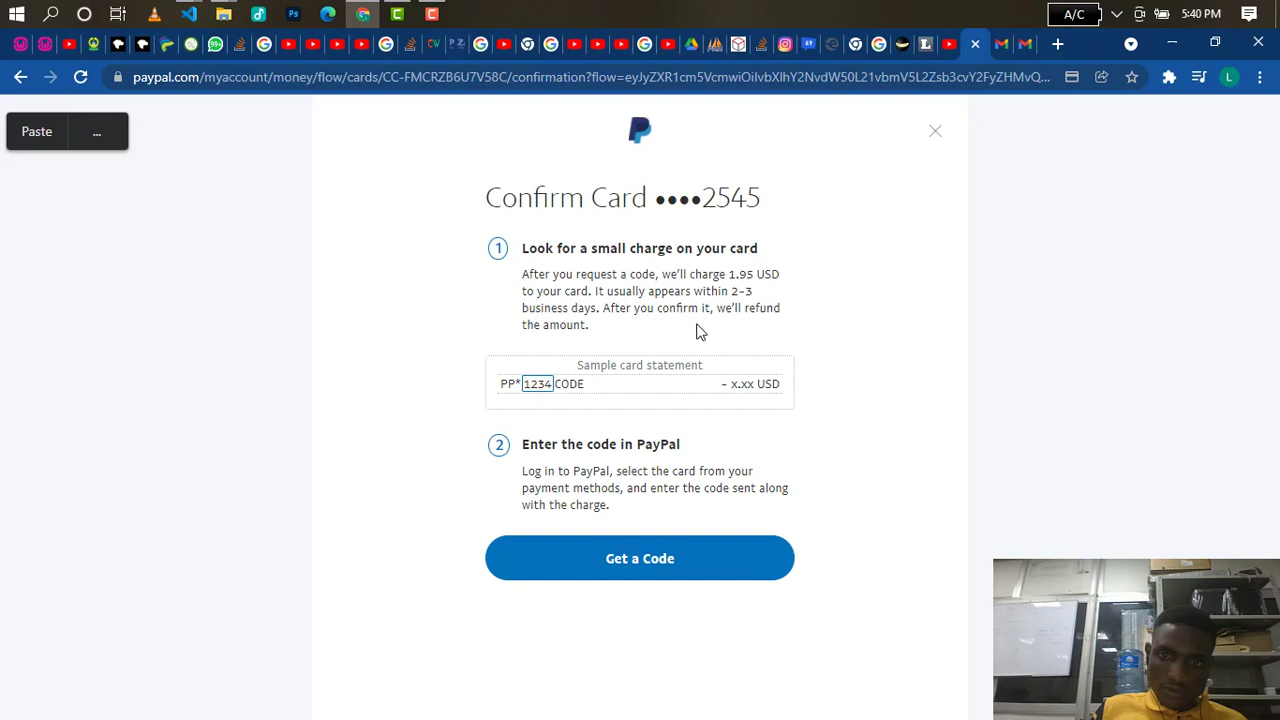 A/C
5:40 PM
paypal.com/myaccount/money/flow/cards/CC-FMCRZB6U7V58C/confirmation?flow=eyJyZXR1cm5VcmwiOiIvbXlhY2NvdW50L21vbmV5L2Zsb3cvY2FyZHMvQ...
L
Paste
...
Confirm Card ••••2545
1
Look for a small charge on your card
After you request a code, we'll charge 1.95 USD
to your card. It usually appears within 2-3
business days. After you confirm it, we'll refund
the amount.
Sample card statement
PP*1234CODE - x.xx USD
2
Enter the code in PayPal
Log in to PayPal, select the card from your
payment methods, and enter the code sent along
with the charge.
Get a Code